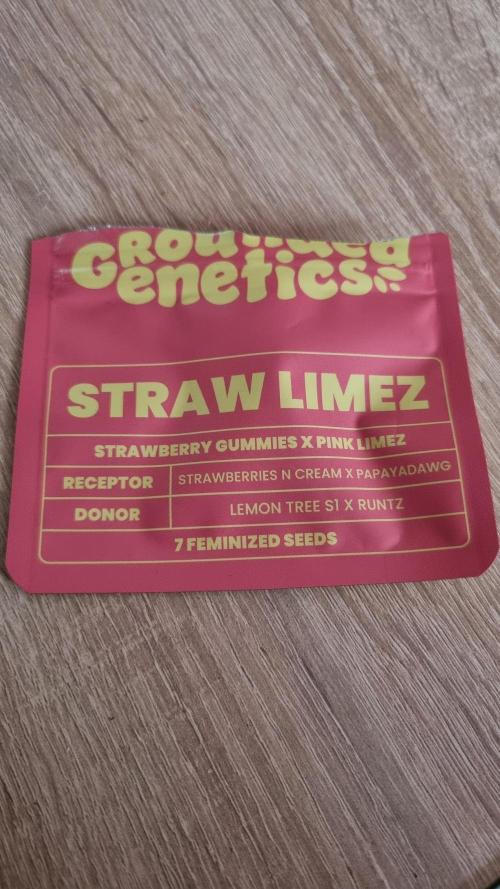 Grounded
Genetics
STRAW LIMEZ
STRAWBERRY GUMMIES X PINK LIMEZ
RECEPTOR STRAWBERRIES N CREAM X PAPAYADAWG
DONOR LEMON TREE S1 X RUNTZ
7 FEMINIZED SEEDS